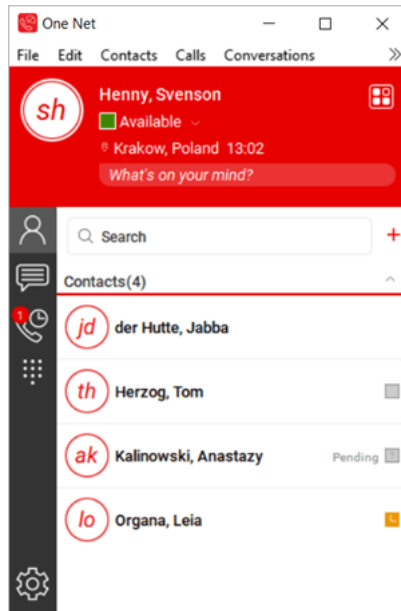 One Net
File Edit Contacts Calls Conversations
sh
Henny, Svenson
Available
Krakow, Poland 13:02
What's on your mind?
Search
Contacts(4)
1
jd der Hutte, Jabba
th Herzog, Tom
ak Kalinowski, Anastazy Pending
lo Organa, Leia